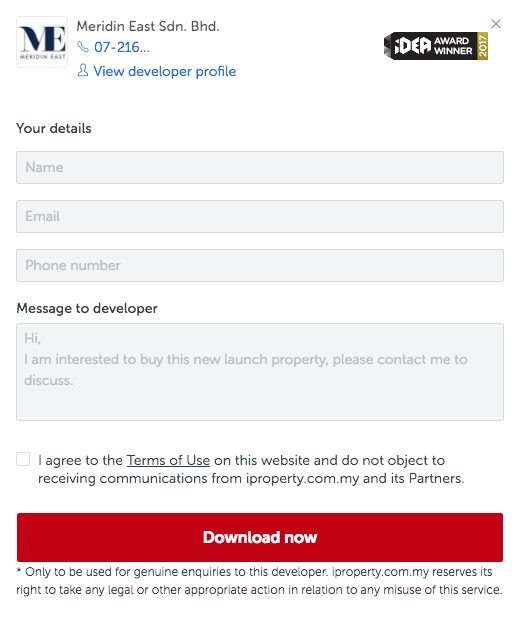 ME
MERIDIN EAST
Meridin East Sdn. Bhd.
07-216...
View developer profile
iDEA AWARD WINNER 2017
Your details
Name
Email
Phone number
Message to developer
Hi,
I am interested to buy this new launch property, please contact me to
discuss.
I agree to the Terms of Use on this website and do not object to
receiving communications from iproperty.com.my and its Partners.
Download now
* Only to be used for genuine enquiries to this developer. iproperty.com.my reserves its
right to take any legal or other appropriate action in relation to any misuse of this service.